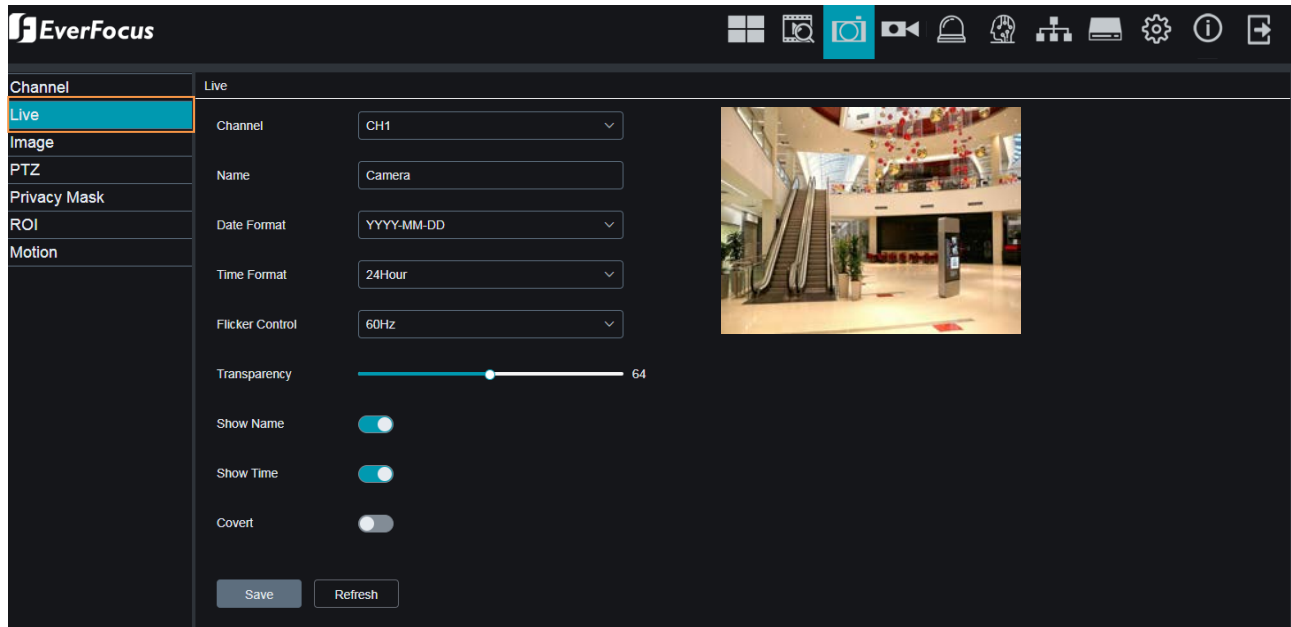 EverFocus
Channel
Live
Image
PTZ
Privacy Mask
ROI
Motion
Live
Channel CH1
Name Camera
Date Format YYYY-MM-DD
Time Format 24Hour
Flicker Control 60Hz
Transparency 64
Show Name
Show Time
Covert
Save Refresh